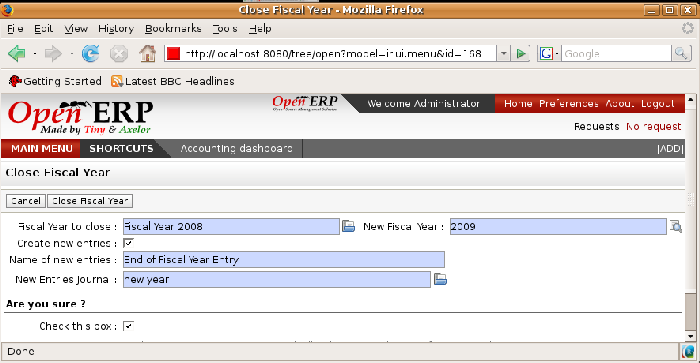 Close Fiscal Year - Mozilla Firefox
File Edit View History Bookmarks Tools Help
http://localhost:8080/tree/open?model=ir.ui.menu&id=168
Google
Getting Started Latest BBC Headlines
Open ERP
Made by Tiny & Axelor
Open ERP
Welcome Administrator
Home Preferences About Logout
Requests No request
MAIN MENU SHORTCUTS Accounting dashboard [ADD]
Close Fiscal Year
Cancel Close Fiscal Year
Fiscal Year to close : Fiscal Year 2008 New Fiscal Year : 2009
Create new entries :
Name of new entries : End of Fiscal Year Entry
New Entries Journal : new year
Are you sure ?
Check this box :
Done